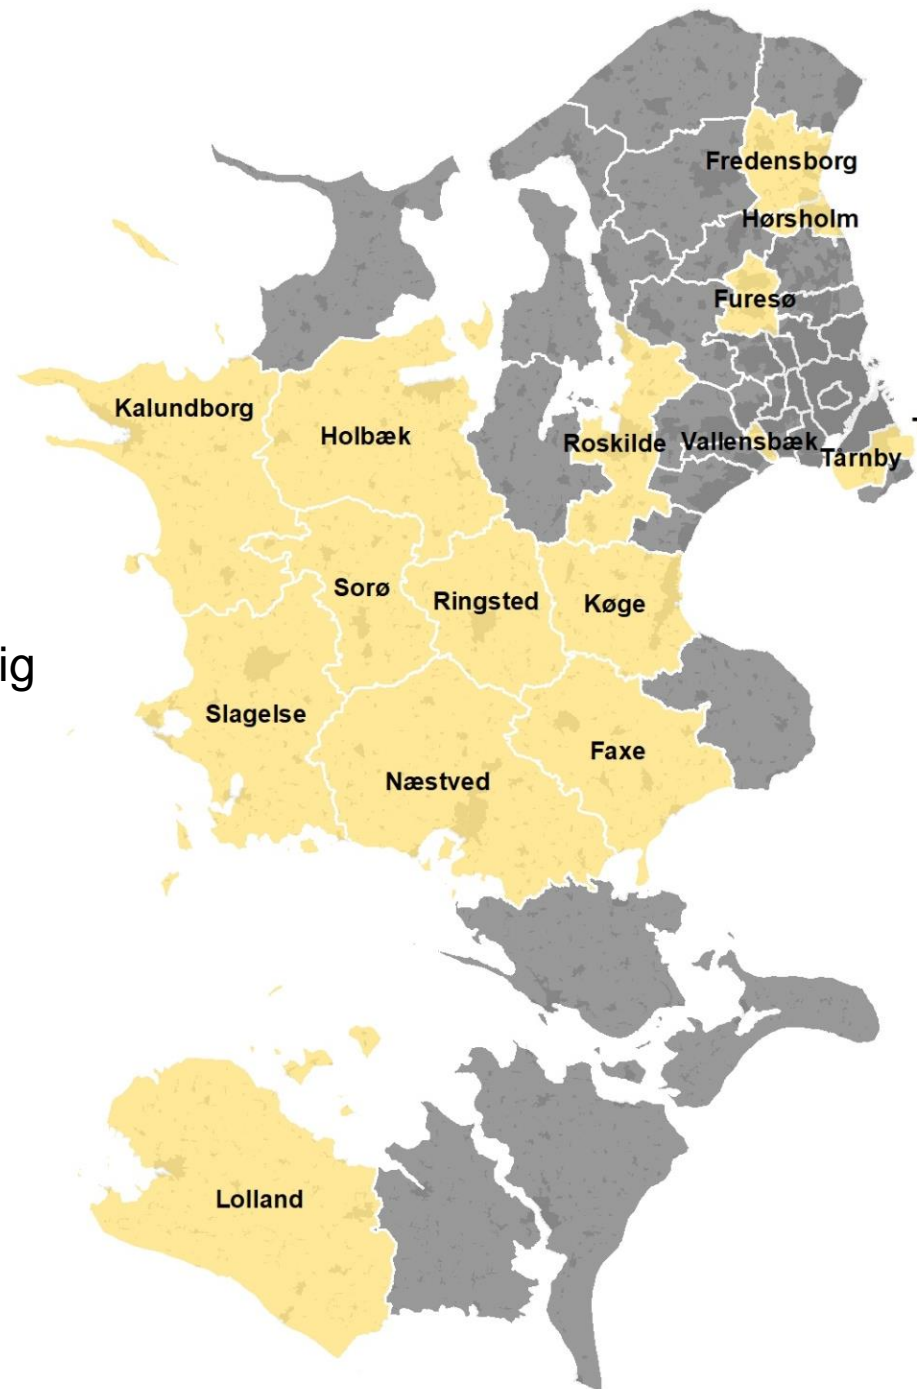 Fredensborg
Hørsholm
Furesø
Kalundborg
Holbæk
Roskilde
Vallensbæk
Tårnby
Sorø
Ringsted
Køge
ig
Slagelse
Faxe
Næstved
Lolland